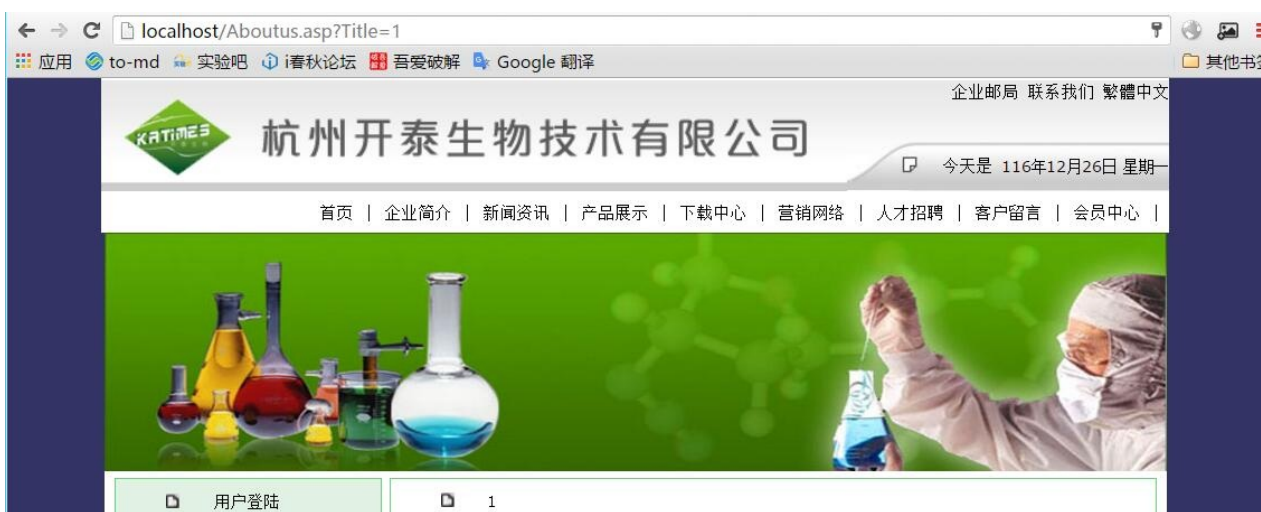 localhost/Aboutus.asp?Title=1
应用 to-md 实验吧 i春秋论坛 吾爱破解 Google 翻译 其他书签
企业邮局 联系我们 繁體中文
KATIMES
杭州开泰生物技术有限公司
今天是 116年12月26日 星期一
首页 | 企业简介 | 新闻资讯 | 产品展示 | 下载中心 | 营销网络 | 人才招聘 | 客户留言 | 会员中心 |
用户登陆 1